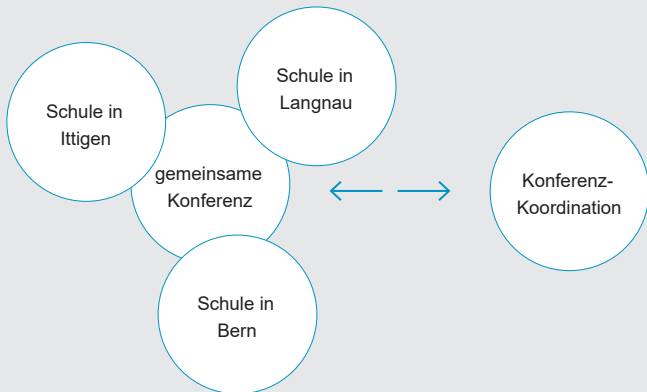 Schule in
Ittigen
Schule in
Langnau
gemeinsame
Konferenz
Schule in
Bern
Konferenz-
Koordination